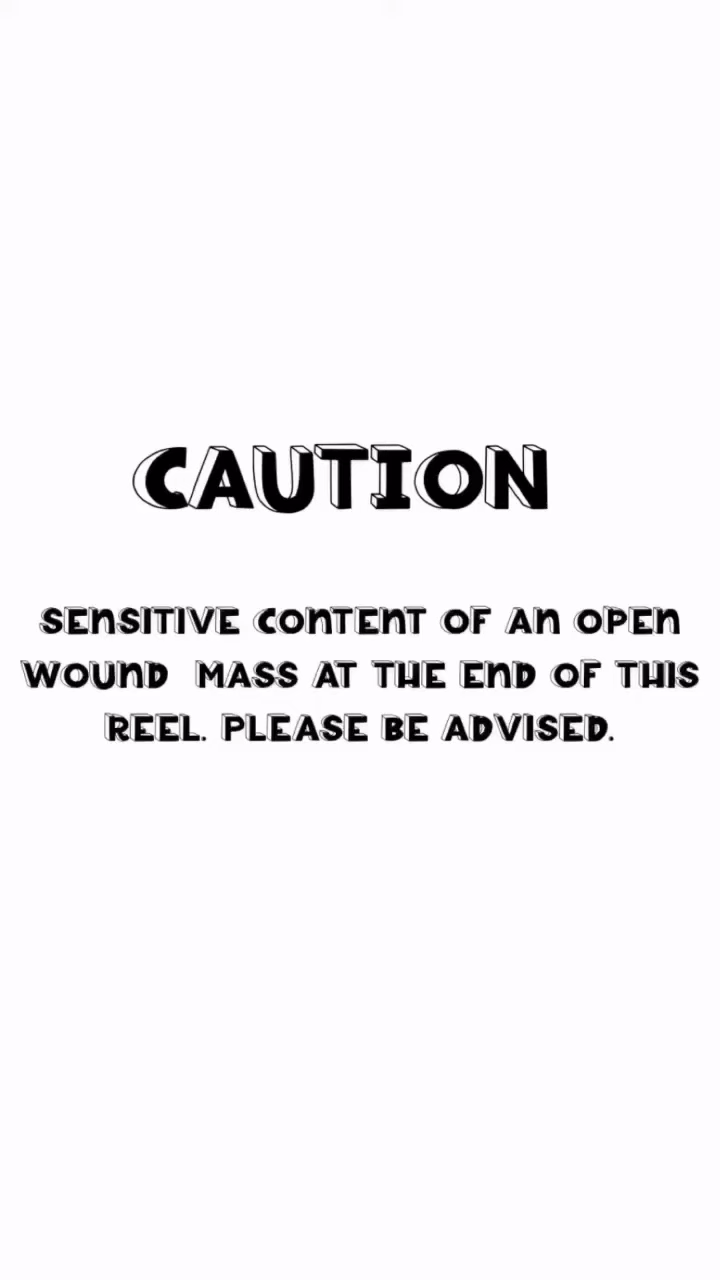 CAUTION
SENSITIVE CONTENT OF AN OPEN
WOUND MASS AT THE END OF THIS
REEL. PLEASE BE ADVISED.